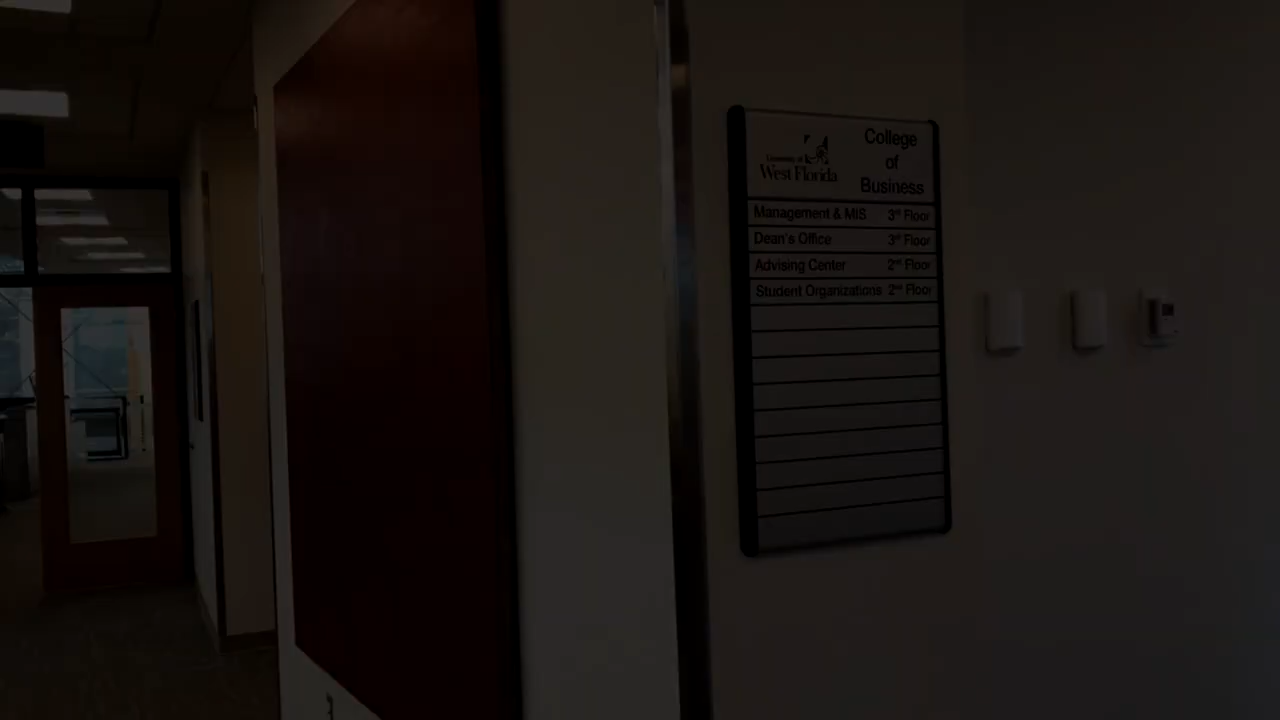 University of
West Florida
College
of
Business
Management & MIS 3rd Floor
Dean's Office 3rd Floor
Advising Center 2nd Floor
Student Organizations 2nd Floor